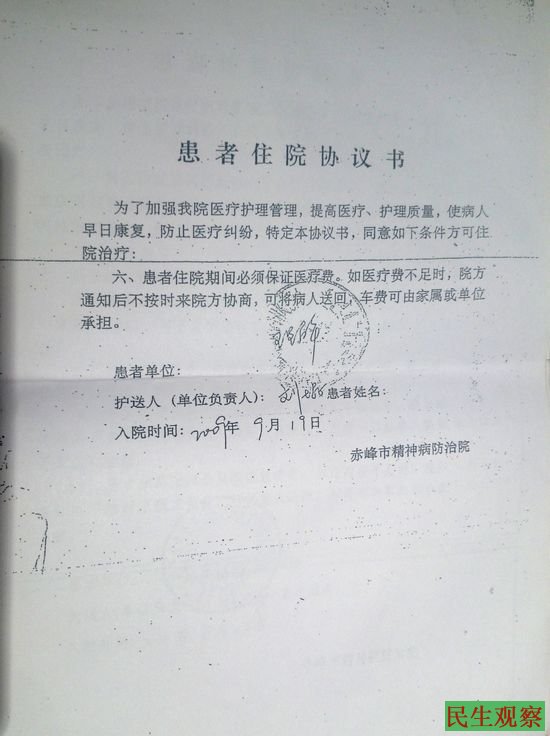 患者住院协议书
为了加强我院医疗护理管理，提高医疗、护理质量，使病人
早日康复，防止医疗纠纷，特定本协议书，同意如下条件方可住
院治疗：
六、患者住院期间必须保证医疗费。如医疗费不足时，院方
通知后不按时来院方协商，可将病人送回，车费可由家属或单位
承担。
患者单位：
护送人（单位负责人）：患者姓名：
入院时间：2009年 9月19日
赤峰市精神病防治院
民生观察